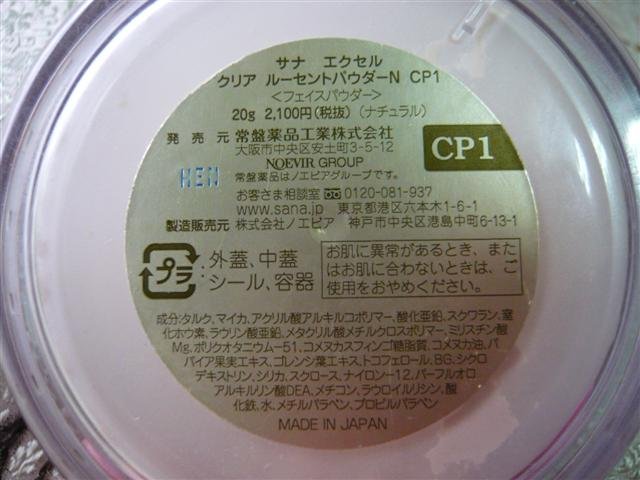 サナ エクセル
クリア ルーセントパウダーN CP1
<フェイスパウダー>
20g 2,100円(税抜) (ナチュラル)
発売元 常盤薬品工業株式会社
大阪市中央区安土町3-5-12
NOEVIR GROUP
常盤薬品はノエビアグループです。
CP1
HEN
お客さま相談室 0120-081-937
www.sana.jp 東京都港区六本木1-6-1
製造販売元 株式会社ノエビア 神戸市中央区港島中町6-13-1
プラ
:外蓋、中蓋
シール、容器
お肌に異常があるとき、また
はお肌に合わないときは、ご
使用をおやめください。
成分:タルク、マイカ、アクリル酸アルキルコポリマー、酸化亜鉛、スクワラン、窒
化ホウ素、ラウリン酸亜鉛、メタクリル酸メチルクロスポリマー、ミリスチン酸
Mg、ポリクオタニウム-51、コメヌカスフィンゴ糖脂質、コメヌカ油、パ
パイア果実エキス、ゴレンシ葉エキス、トコフェロール、BG、シクロ
デキストリン、シリカ、スクロース、ナイロン-12、パーフルオロ
アルキルリン酸DEA、メチコン、ラウロイルリシン、酸
化鉄、水、メチルパラベン、プロピルパラベン
MADE IN JAPAN